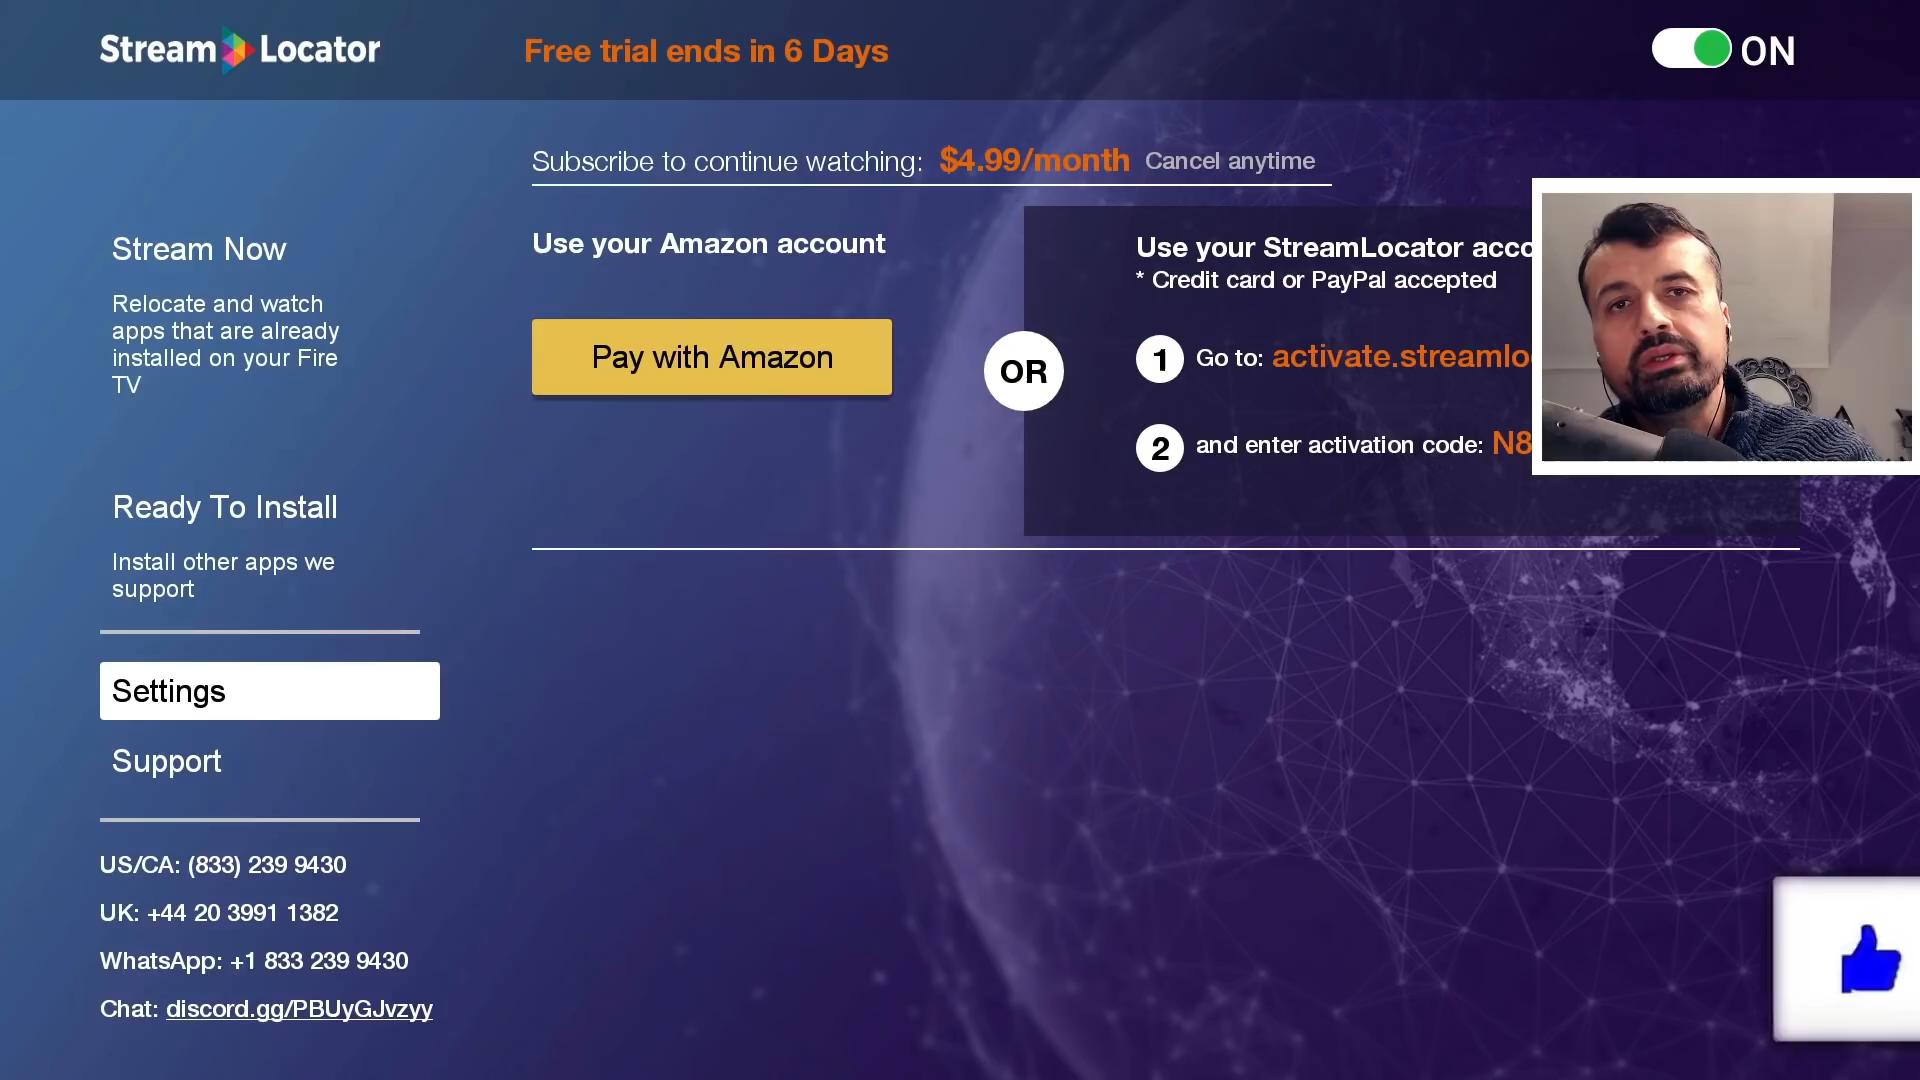 Stream Locator
Free trial ends in 6 Days
ON
Subscribe to continue watching: $4.99/month Cancel anytime
Stream Now
Relocate and watch
apps that are already
installed on your Fire
TV
Ready To Install
Install other apps we
support
Settings
Support
US/CA: (833) 239 9430
UK: +44 20 3991 1382
WhatsApp: +1 833 239 9430
Chat: discord.gg/PBUyGJvzyy
Use your Amazon account
Pay with Amazon
OR
Use your StreamLocator
* Credit card or PayPal accepted
1 Go to:
2 and enter activation code: